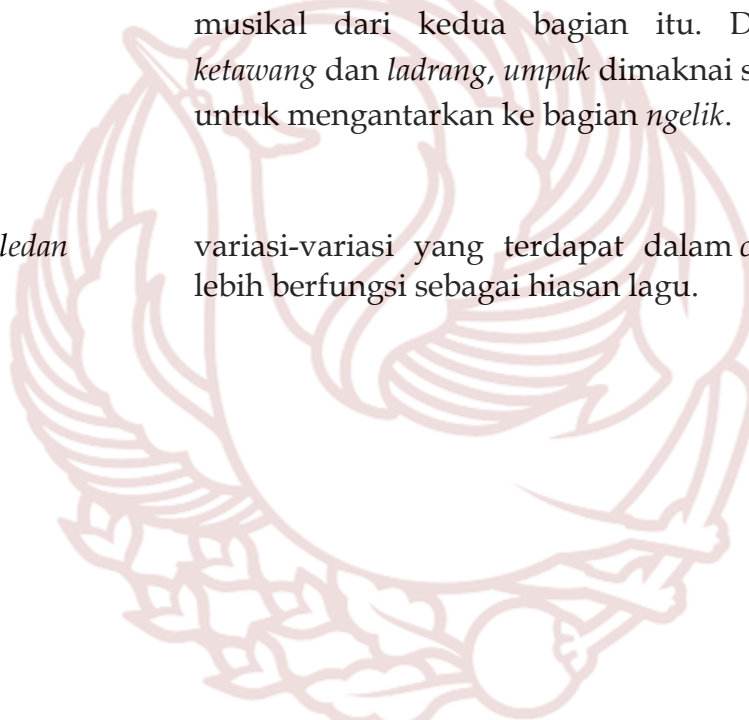 musikal dari kedua bagian itu.
ketawang dan ladrang, umpak dimaknai
untuk mengantarkan ke bagian ngelik.
variasi-variasi yang terdapat dalam
lebih berfungsi sebagai hiasan lagu.